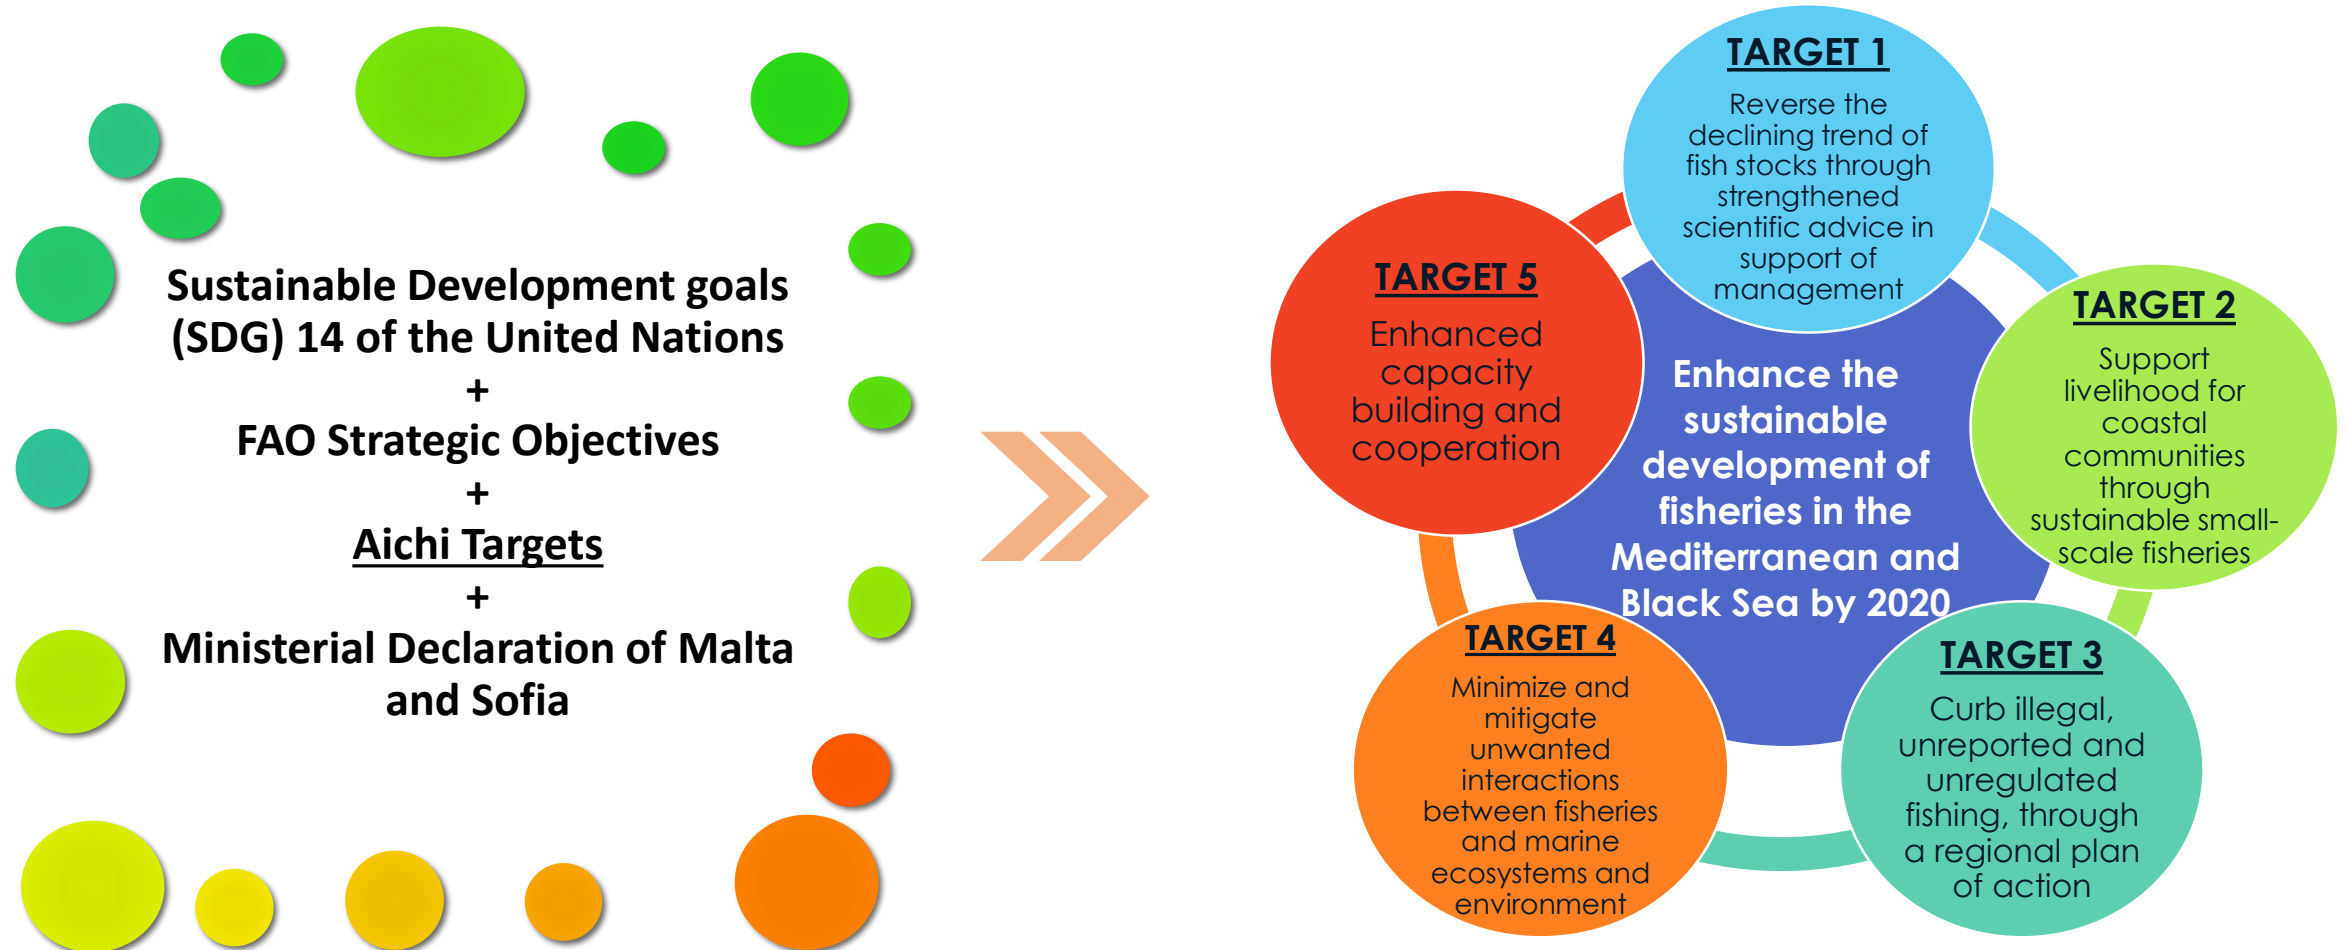 Sustainable Development goals
(SDG) 14 of the United Nations
+
FAO Strategic Objectives
+
Aichi Targets
+
Ministerial Declaration of Malta
and Sofia
TARGET 1
Reverse the
declining trend of
fish stocks through
strengthened
scientific advice in
support of
management
TARGET 2
Support
livelihood for
coastal
communities
through
sustainable small-
scale fisheries
TARGET 3
Curb illegal,
unreported and
unregulated
fishing, through
a regional plan
of action
TARGET 4
Minimize and
mitigate
unwanted
interactions
between fisheries
and marine
ecosystems and
environment
TARGET 5
Enhanced
capacity
building and
cooperation
Enhance the
sustainable
development of
fisheries in the
Mediterranean and
Black Sea by 2020